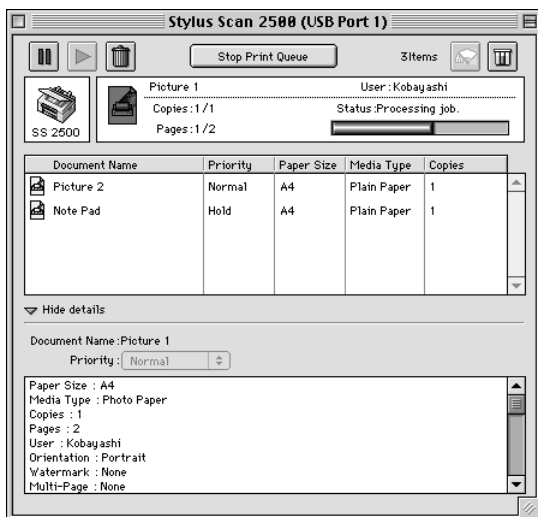 Stylus Scan 2500 (USB Port 1)
Stop Print Queue
3Items
SS 2500
Picture 1
User :Kobayashi
Copies :1/1
Status :Processing job.
Pages :1/2
Document Name Priority Paper Size Media Type Copies
Picture 2 Normal A4 Plain Paper 1
Note Pad Hold A4 Plain Paper 1
Hide details
Document Name :Picture 1
Priority : Normal
Paper Size : A4
Media Type : Photo Paper
Copies : 1
Pages : 2
User : Kobayashi
Orientation : Portrait
Watermark : None
Multi-Page : None